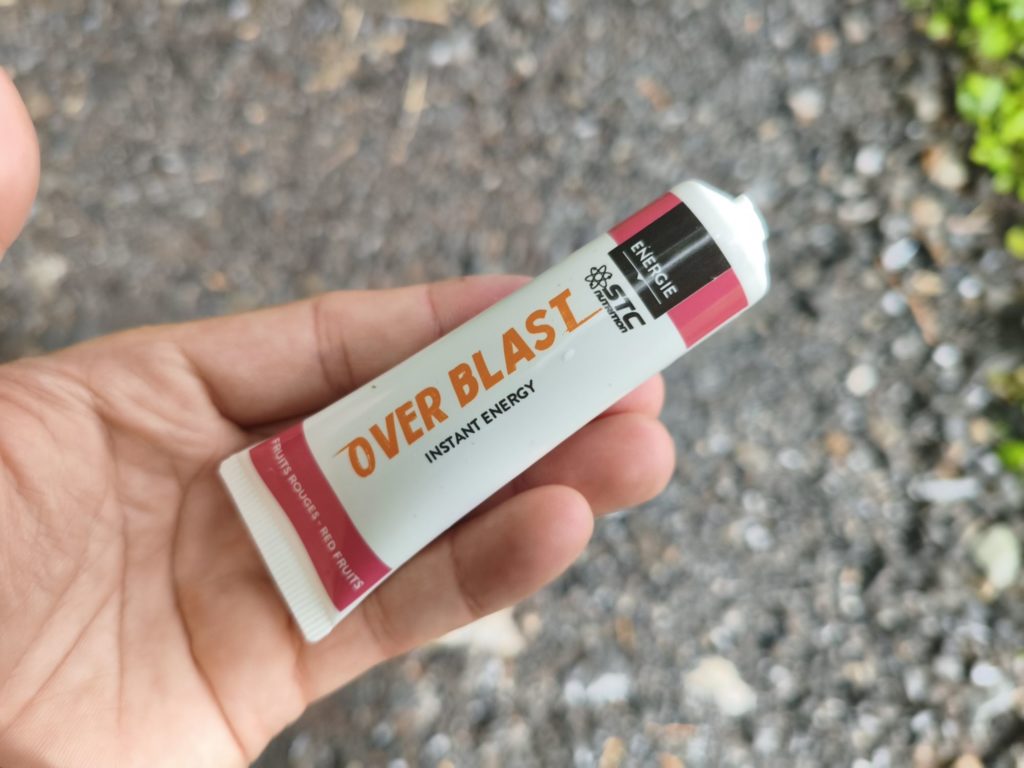 ENERGIE
STC
nutrition
OVER BLAST
INSTANT ENERGY
FRUITS ROUGES - RED FRUITS